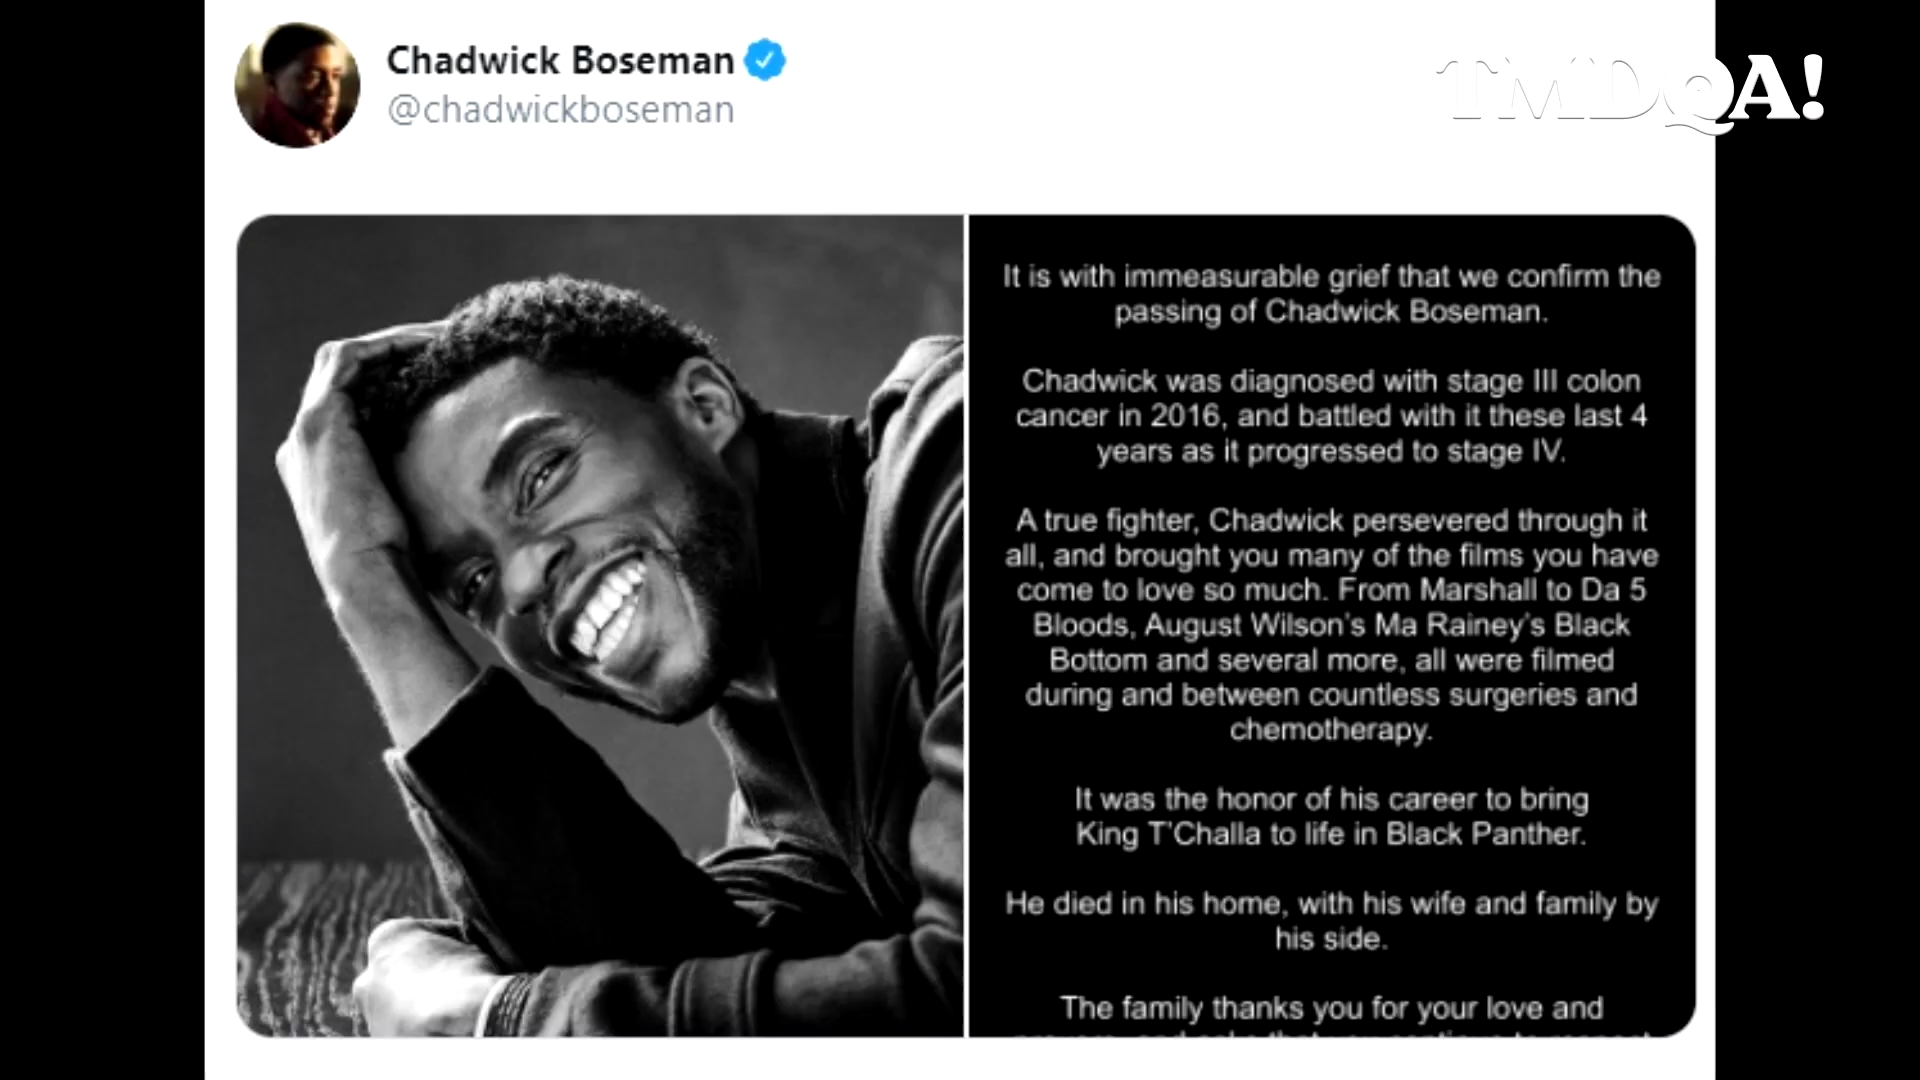 Chadwick Boseman
@chadwickboseman
TMDQA!
It is with immeasurable grief that we confirm the
passing of Chadwick Boseman.
Chadwick was diagnosed with stage III colon
cancer in 2016, and battled with it these last 4
years as it progressed to stage IV.
A true fighter, Chadwick persevered through it
all, and brought you many of the films you have
come to love so much. From Marshall to Da 5
Bloods, August Wilson's Ma Rainey's Black
Bottom and several more, all were filmed
during and between countless surgeries and
chemotherapy.
It was the honor of his career to bring
King T'Challa to life in Black Panther.
He died in his home, with his wife and family by
his side.
The family thanks you for your love and